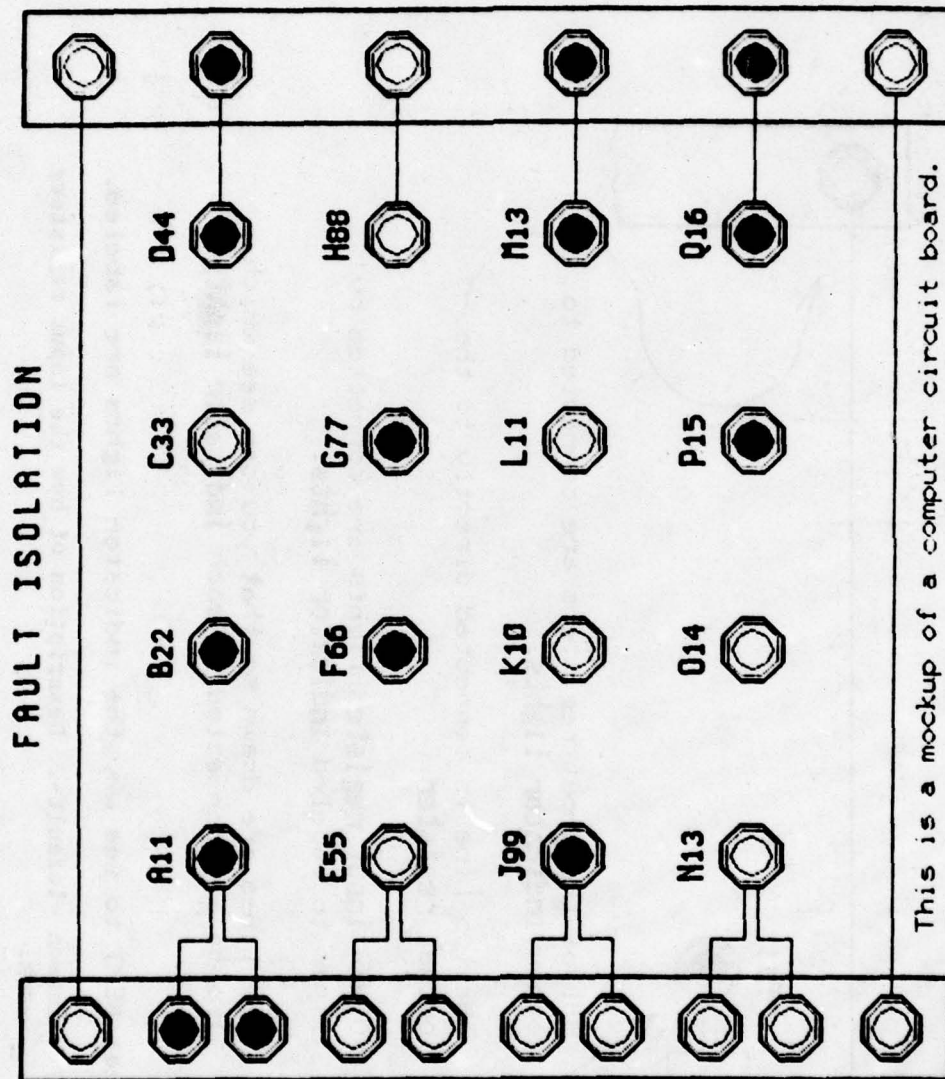 FAULT ISOLATION
A11 B22 C33 D44
E55 F66 G77 H88
J99 K10 L11 M13
N13 O14 P15 Q16
This is a mockup of a computer circuit board.